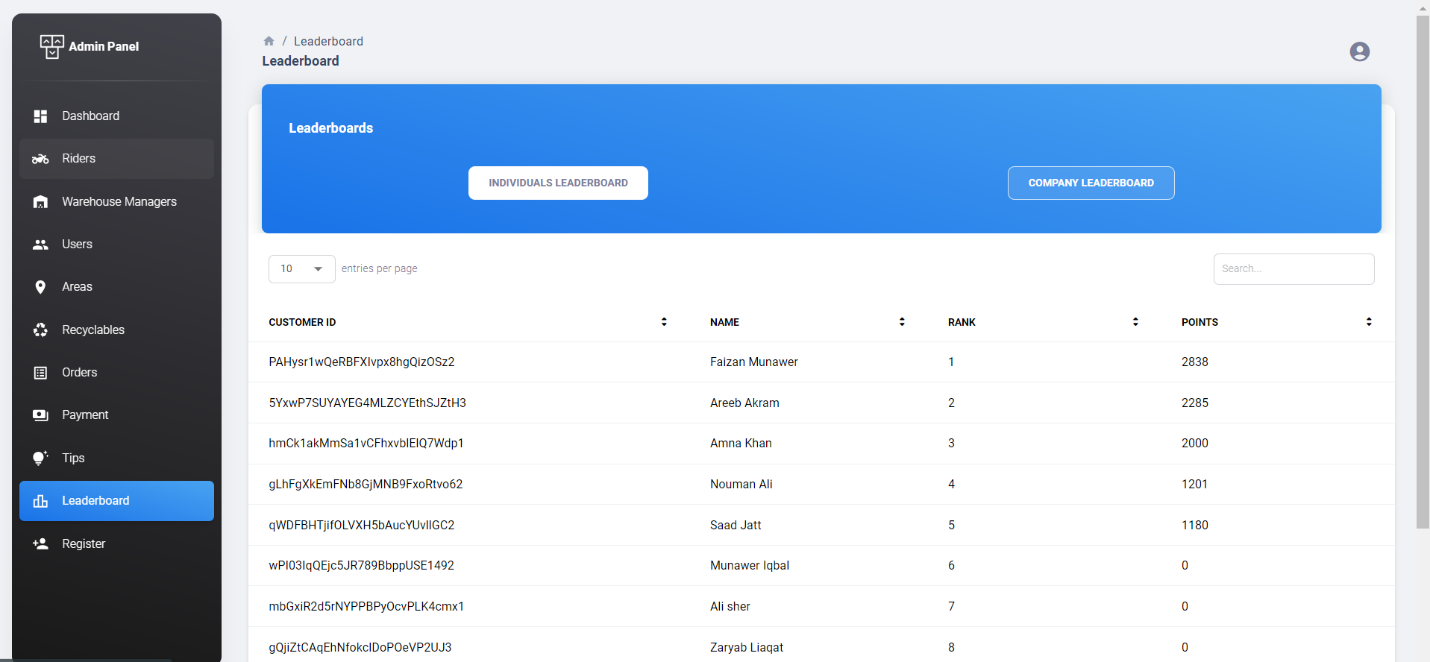 Admin Panel
Dashboard
Riders
Warehouse Managers
Users
Areas
Recyclables
Orders
Payment
Tips
Leaderboard
Register
/ Leaderboard
Leaderboard
Leaderboards
INDIVIDUALS LEADERBOARD COMPANY LEADERBOARD
10 entries per page Search...
CUSTOMER ID NAME RANK POINTS
PAHysr1wQeRBFXIvpx8hgQizOSz2 Faizan Munawer 1 2838
5YxwP7SUYAYEG4MLZCYEthSJZtH3 Areeb Akram 2 2285
hmCk1akMmSa1vCFhxvbIEIQ7Wdp1 Amna Khan 3 2000
gLhFgXkEmFNb8GjMNB9FxoRtvo62 Nouman Ali 4 1201
qWDFBHTjifOLVXH5bAucYUvIIGC2 Saad Jatt 5 1180
wPI03IqQEjc5JR789BbppUSE1492 Munawer Iqbal 6 0
mbGxiR2d5rNYPPBPyOcvPLK4cmx1 Ali sher 7 0
gQjiZtCAqEhNfokcIDoPOeVP2UJ3 Zaryab Liaqat 8 0